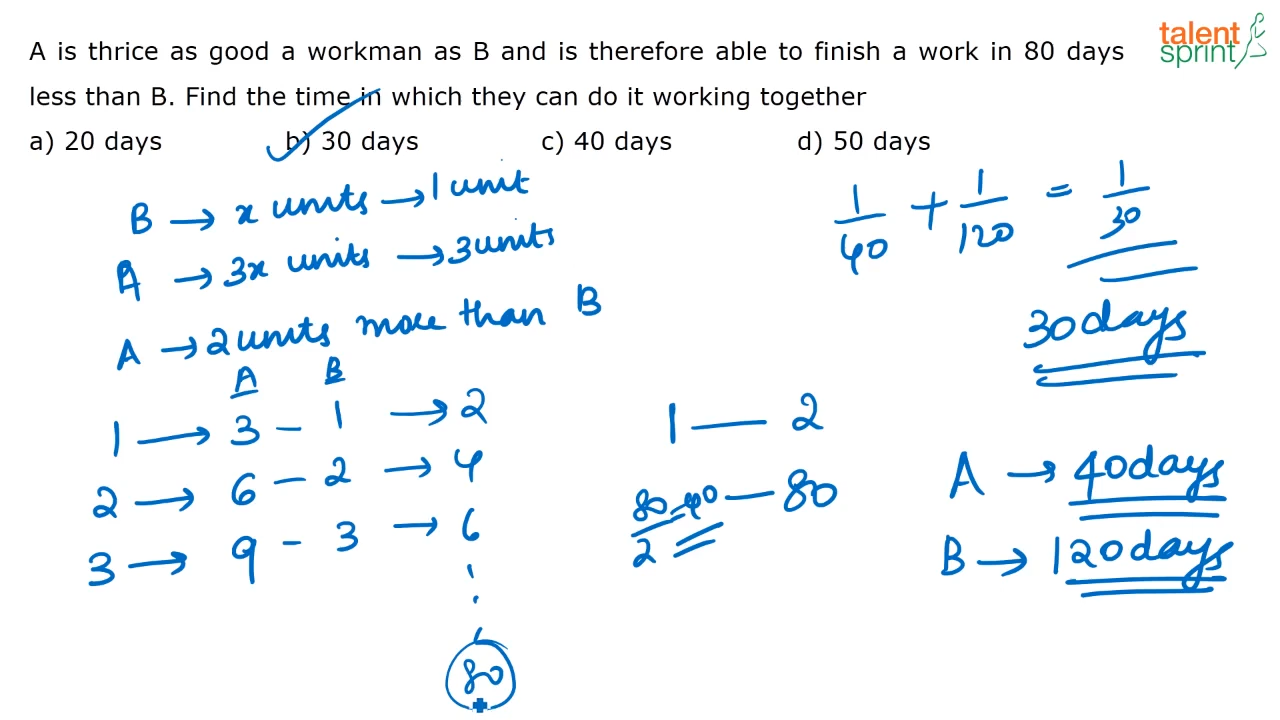 talent
sprint
A is thrice as good a workman as B and is therefore able to finish a work in 80 days
less than B. Find the time in which they can do it working together
a) 20 days b) 30 days c) 40 days d) 50 days
B → x units → 1 unit
A → 3x units → 3 units
A → 2 units more than B
A B
1 → 3 - 1 → 2
2 → 6 - 2 → 4
3 → 9 - 3 → 6
80
1 — 2
80/2 = 40 — 80
1/40 + 1/120 = 1/30
30 days
A → 40 days
B → 120 days